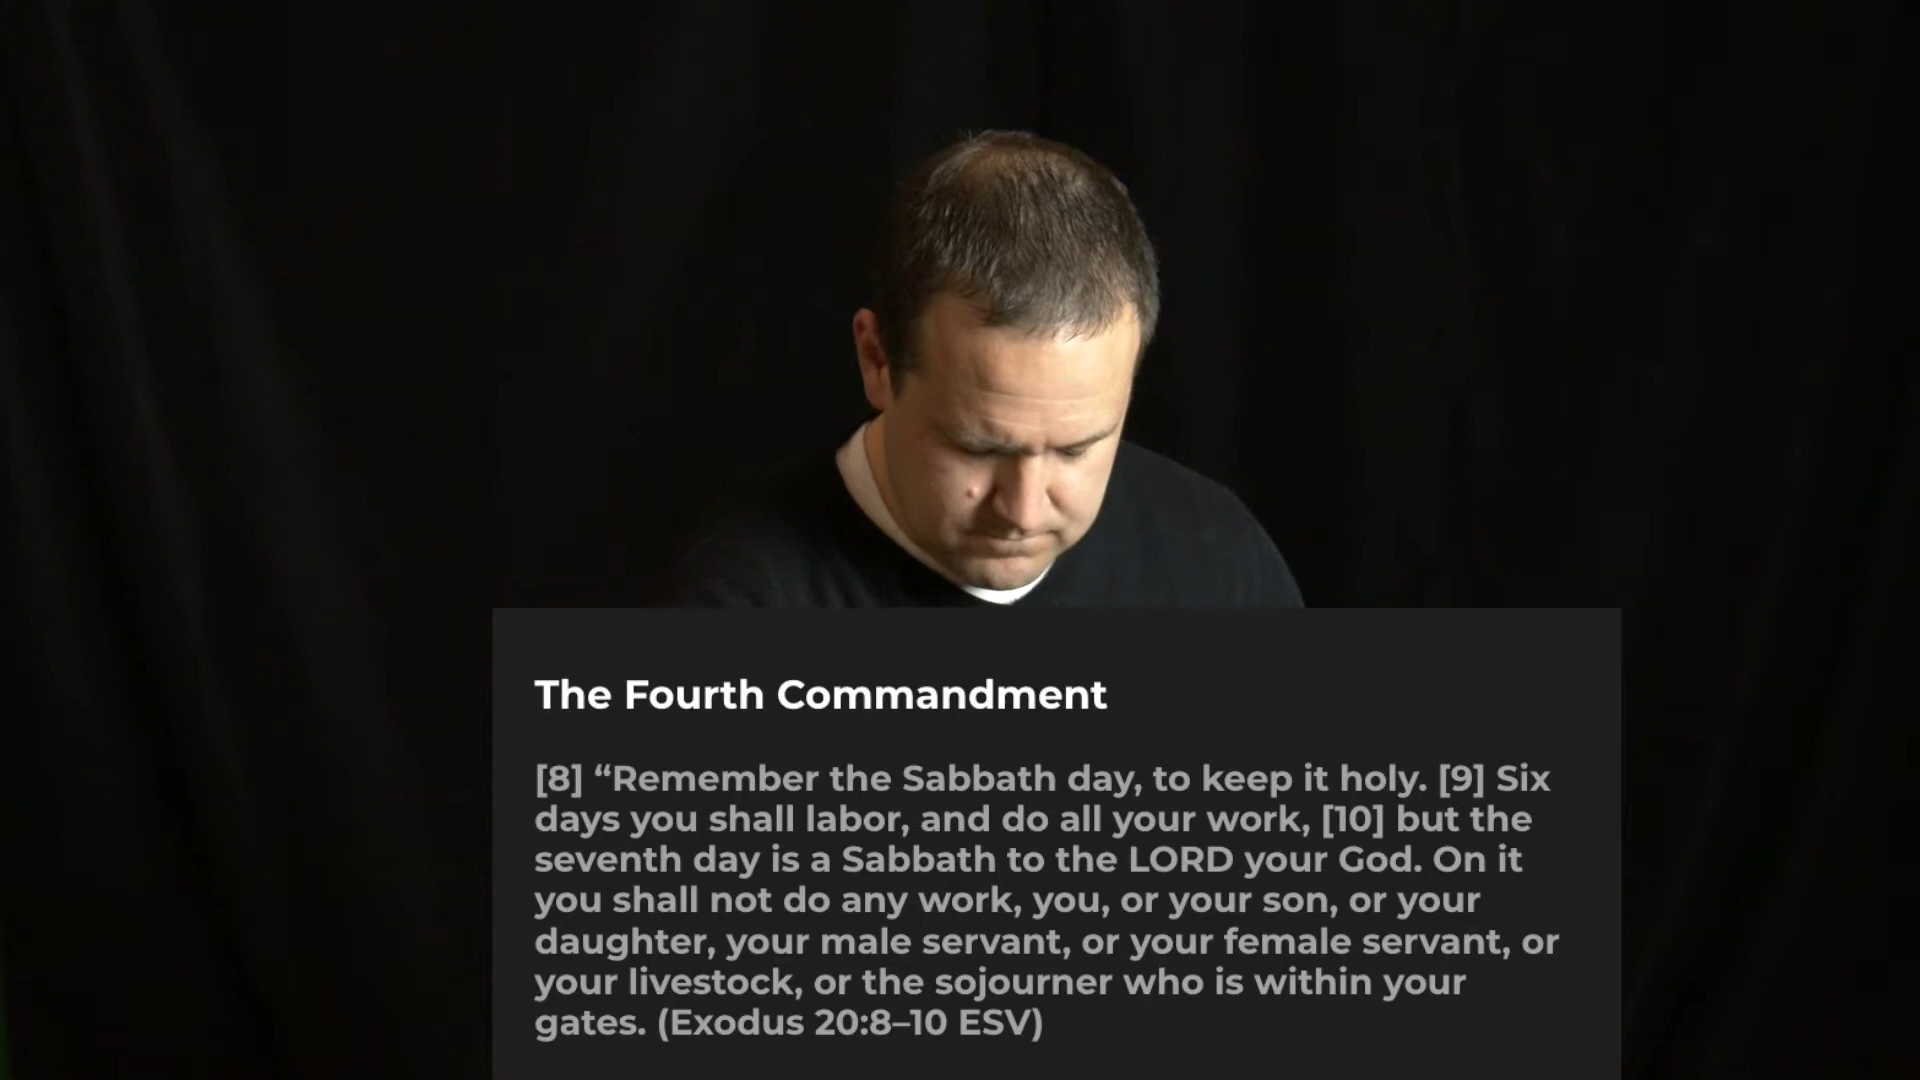 The Fourth Commandment
[8] “Remember the Sabbath day, to keep it holy. [9] Six
days you shall labor, and do all your work, [10] but the
seventh day is a Sabbath to the LORD your God. On it
you shall not do any work, you, or your son, or your
daughter, your male servant, or your female servant, or
your livestock, or the sojourner who is within your
gates. (Exodus 20:8–10 ESV)